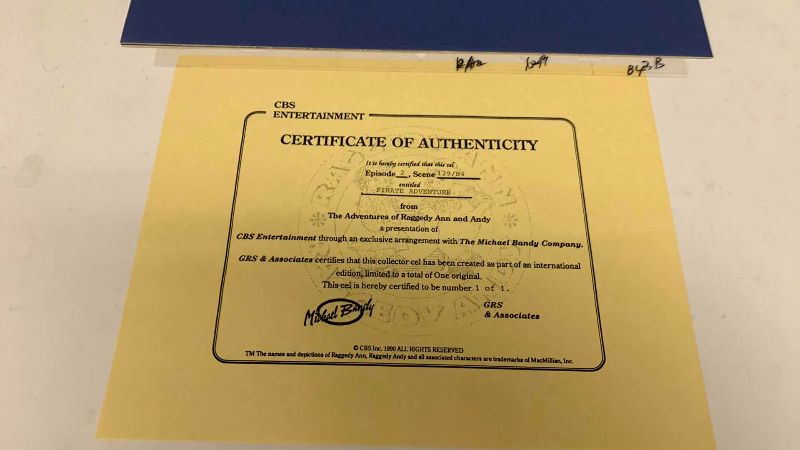 CBS
ENTERTAINMENT
CERTIFICATE OF AUTHENTICITY
It is hereby certified that this cel
Episode 2, Scene 129/B4
entitled
PIRATE ADVENTURE
from
The Adventures of Raggedy Ann and Andy
a presentation of
CBS Entertainment through an exclusive arrangement with The Michael Bandy Company.
GRS & Associates certifies that this collector cel has been created as part of an international
edition, limited to a total of One original.
This cel is hereby certified to be number 1 of 1.
Michael Bandy
GRS
& Associates
© CBS Inc. 1990 ALL RIGHTS RESERVED
TM The names and depictions of Raggedy Ann, Raggedy Andy and all associated characters are trademarks of MacMillian, Inc.